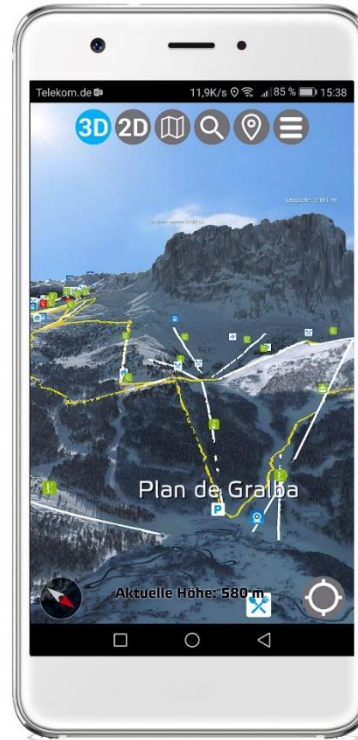 Telekom.de 11,9K/s 85 % 15:38
3D 2D
Plan de Gralba
P
Aktuelle Höhe: 580 m